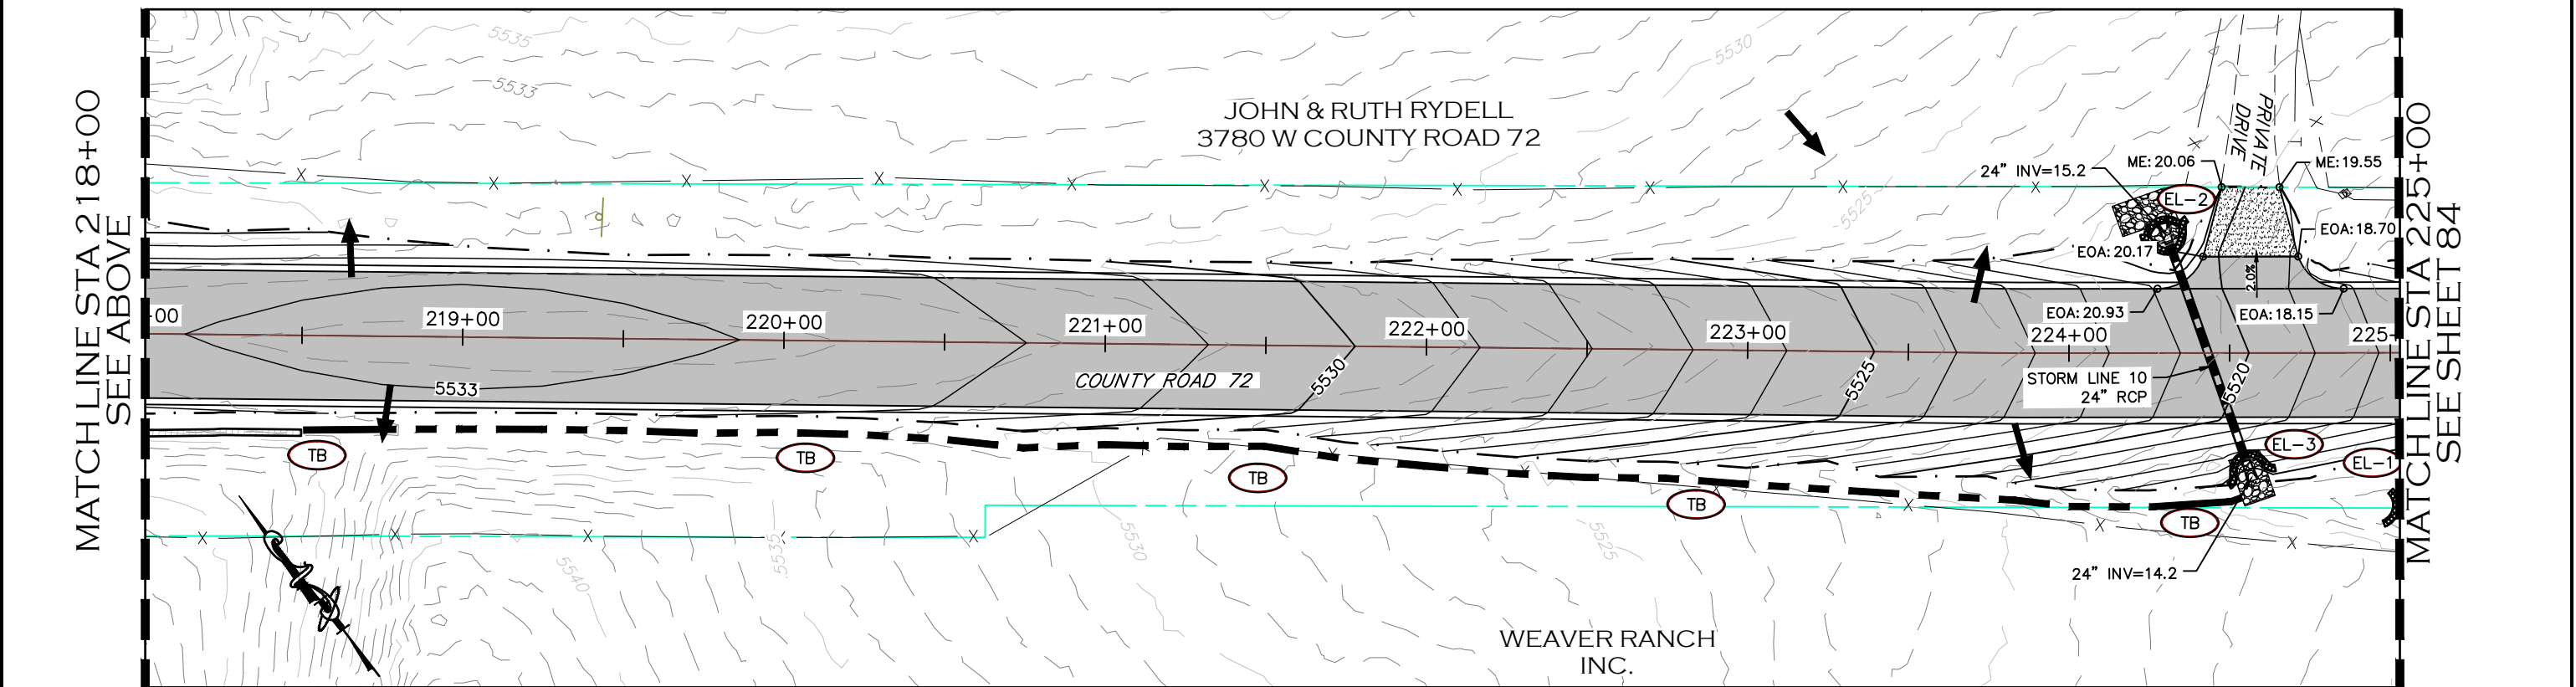 MATCH LINE STA 218+00
SEE ABOVE
5535
5533
5530
JOHN & RUTH RYDELL
3780 W COUNTY ROAD 72
PRIVATE
DRIVE
24" INV=15.2
ME:20.06
ME:19.55
EL-2
5525
EOA:20.17
EOA:18.70
2.0%
EOA:20.93
EOA:18.15
00
219+00
220+00
221+00
222+00
223+00
224+00
225-
5533
COUNTY ROAD 72
5530
5525
STORM LINE 10
24" RCP
5520
TB
TB
TB
TB
TB
EL-3
EL-1
5540
5535
5530
5525
24" INV=14.2
WEAVER RANCH
INC.
MATCH LINE STA 225+00
SEE SHEET 84